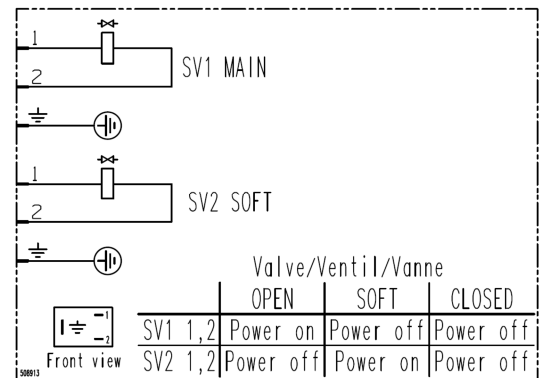 1
2
SV1 MAIN
1
2
SV2 SOFT
Valve/Ventil/Vanne
OPEN SOFT CLOSED
SV1 1,2 Power on Power off Power off
SV2 1,2 Power off Power on Power off
1
2
Front view
508913